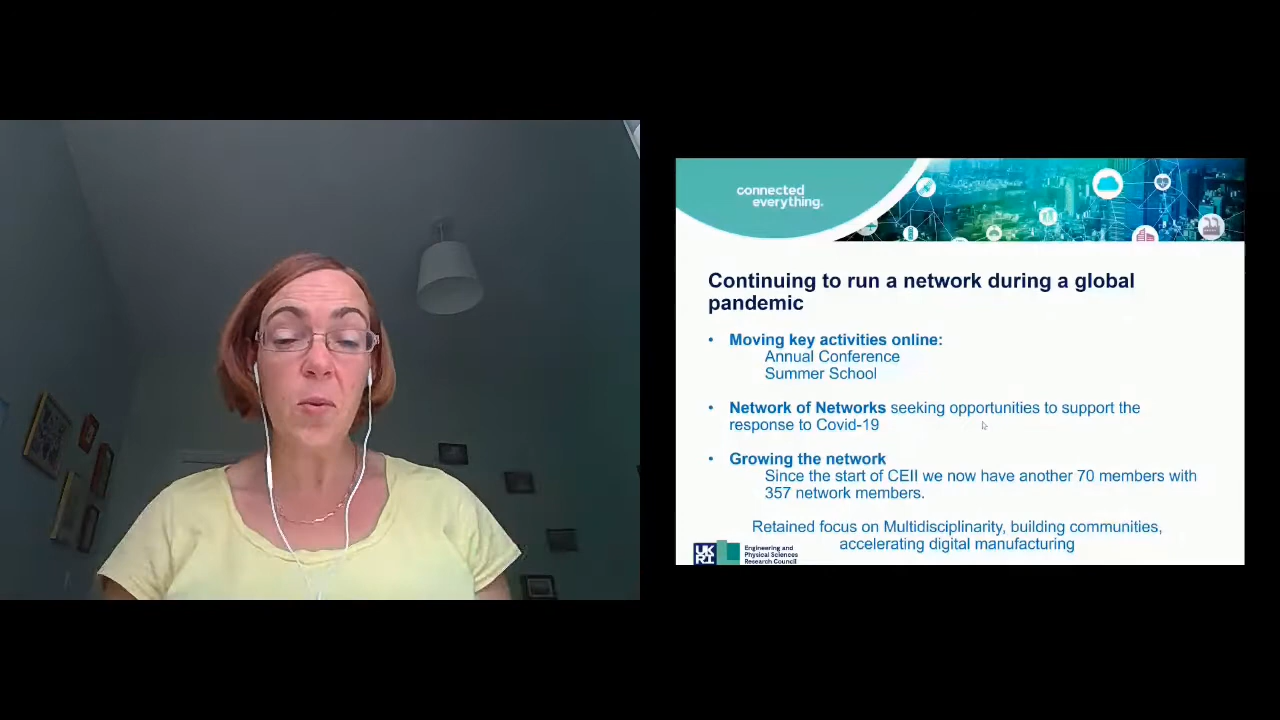 connected
everything.
Continuing to run a network during a global
pandemic
• Moving key activities online:
Annual Conference
Summer School
• Network of Networks seeking opportunities to support the
response to Covid-19
• Growing the network
Since the start of CEII we now have another 70 members with
357 network members.
Retained focus on Multidisciplinarity, building communities,
accelerating digital manufacturing
UK
RI
Engineering and
Physical Sciences
Research Council